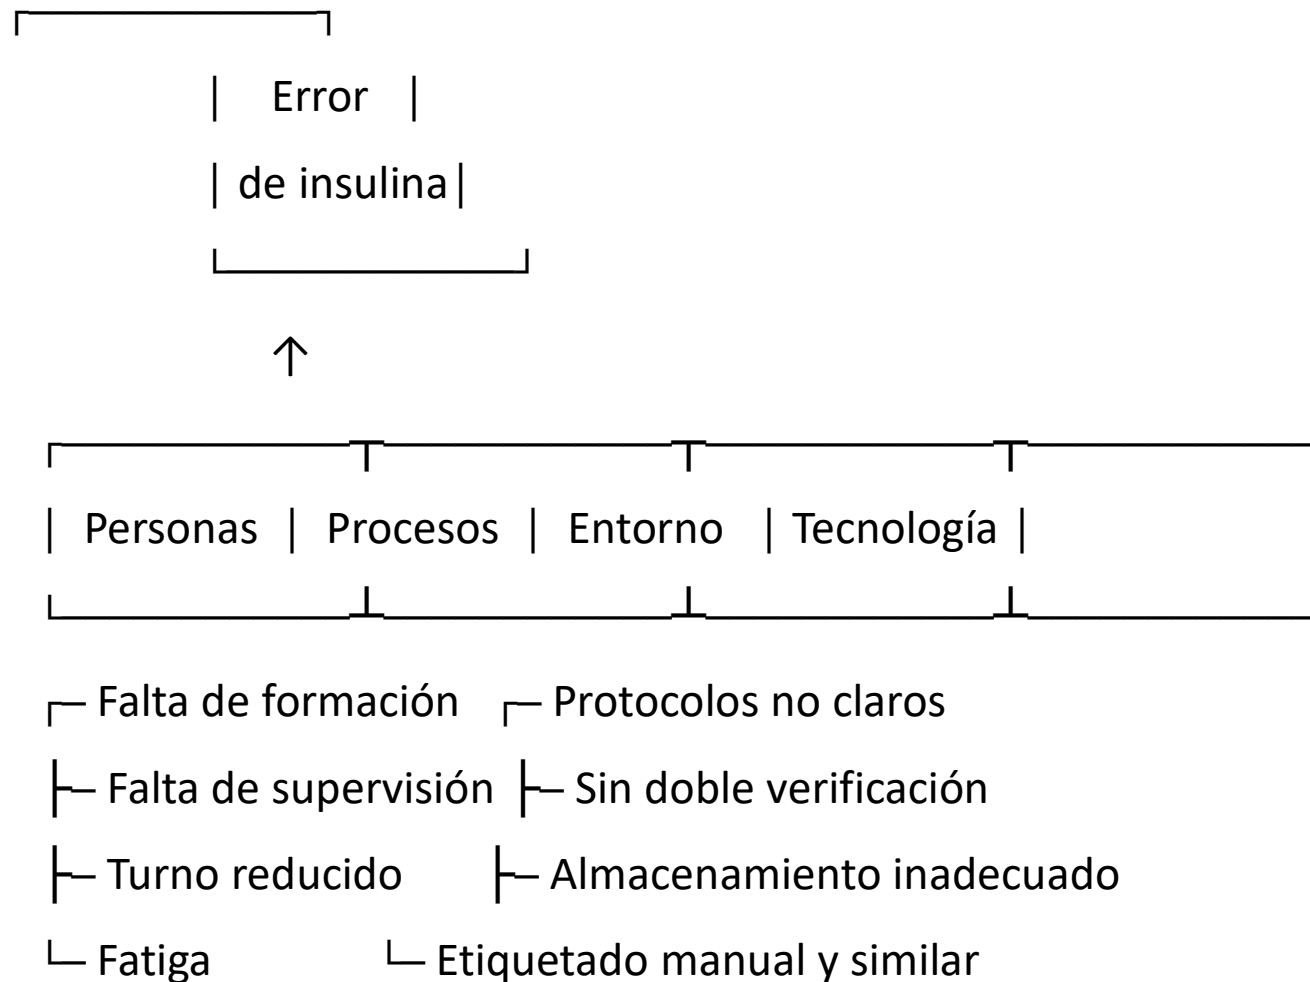 ┌─────────┐
│ Error │
│ de insulina│
└─────────┘
↑
┌─────────┬─────────┬─────────┬─────────
│ Personas │ Procesos │ Entorno │ Tecnología │
└─────────┴─────────┴─────────┴─────────
┌─ Falta de formación ┌─ Protocolos no claros
├─ Falta de supervisión ├─ Sin doble verificación
├─ Turno reducido ├─ Almacenamiento inadecuado
└─ Fatiga └─ Etiquetado manual y similar